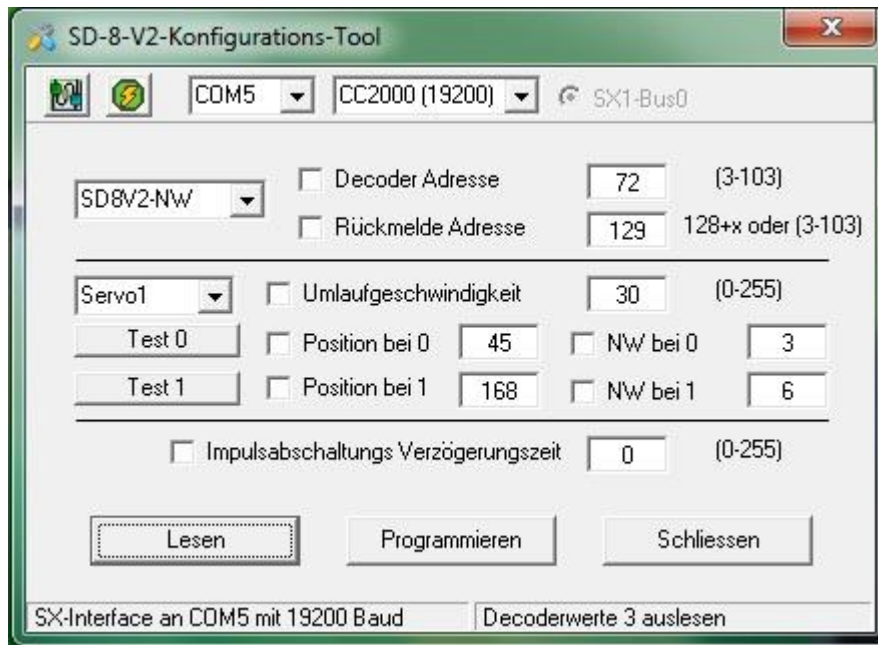 SD-8-V2-Konfigurations-Tool
COM5 CC2000 (19200) SX1-Bus0
SD8V2-NW
Decoder Adresse 72 (3-103)
Rückmelde Adresse 129 128+x oder (3-103)
Servo1 Umlaufgeschwindigkeit 30 (0-255)
Test 0 Position bei 0 45 NW bei 0 3
Test 1 Position bei 1 168 NW bei 1 6
Impulsabschaltungs Verzögerungszeit 0 (0-255)
Lesen Programmieren Schliessen
SX-Interface an COM5 mit 19200 Baud Decoderwerte 3 auslesen